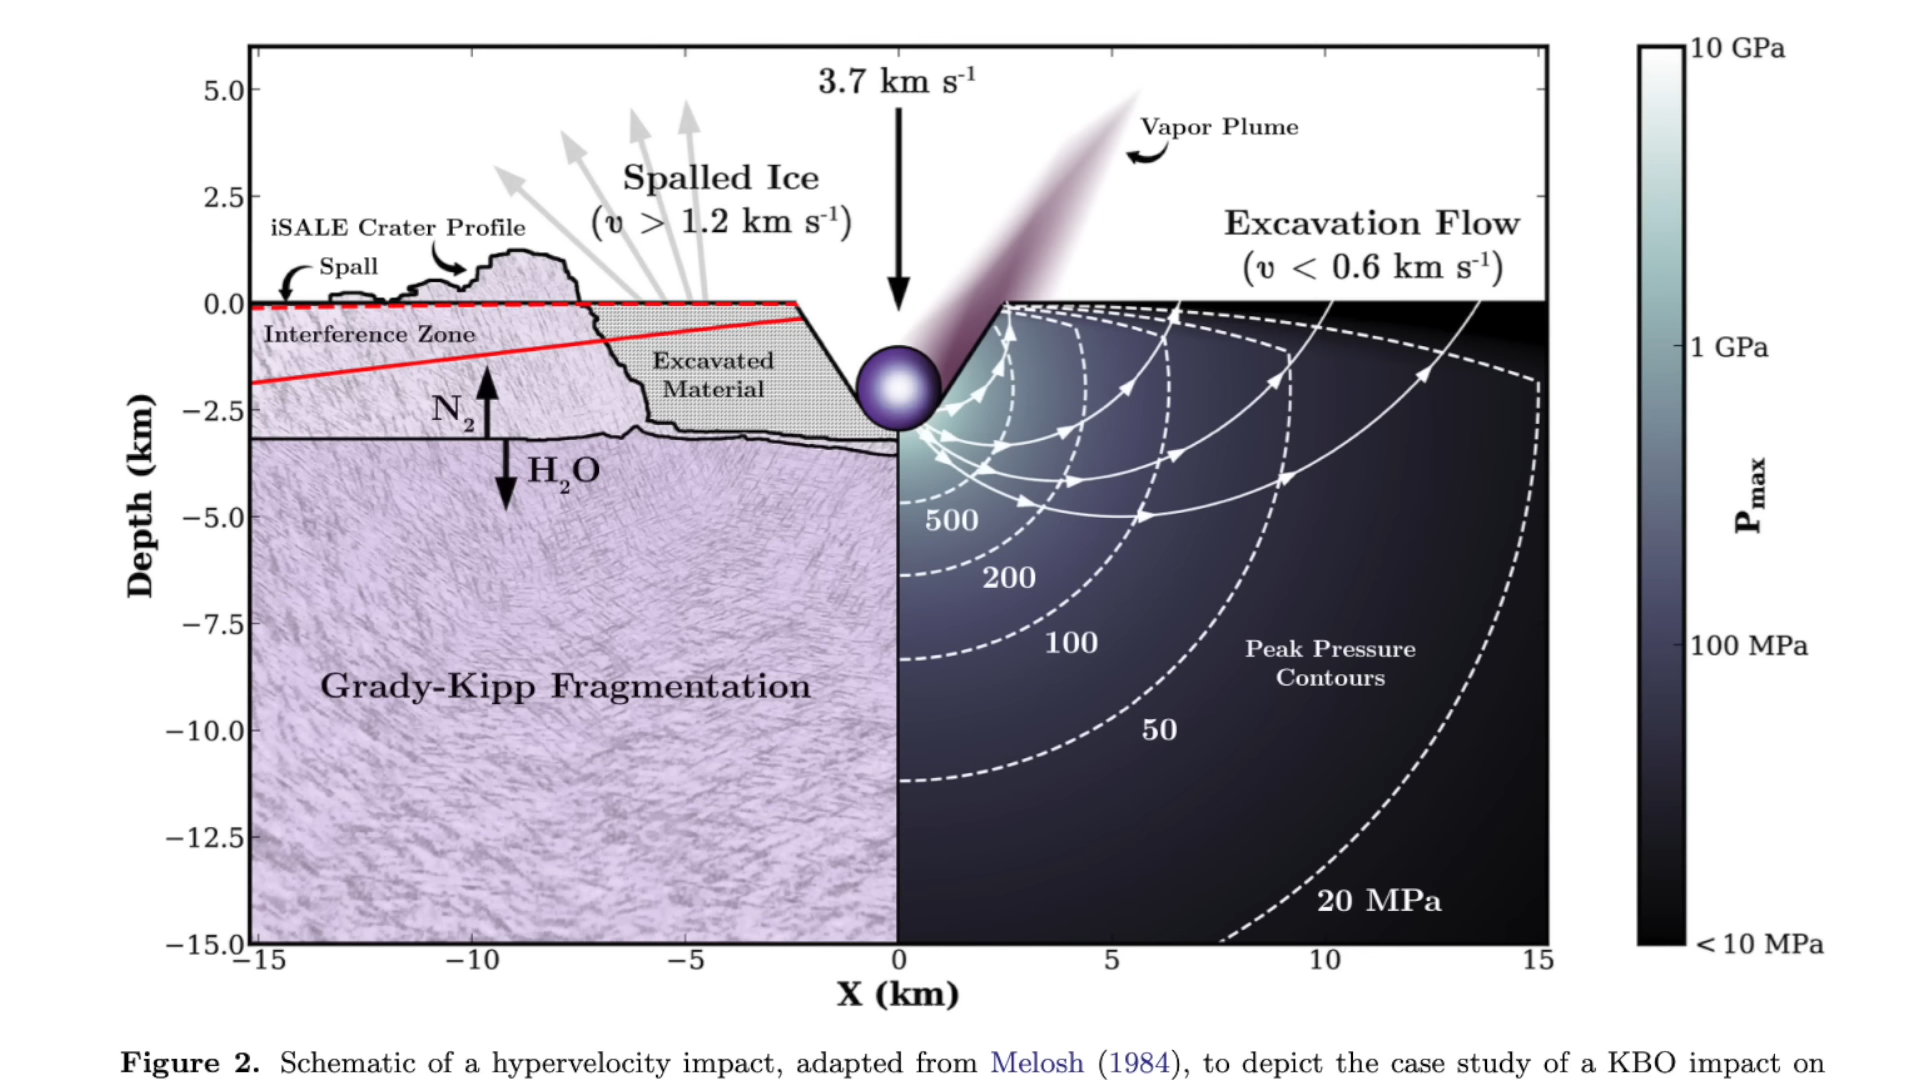 3.7 km s⁻¹
10 GPa
Vapor Plume
Spalled Ice
(υ > 1.2 km s⁻¹)
iSALE Crater Profile
Spall
Excavation Flow
(υ < 0.6 km s⁻¹)
Interference Zone
Excavated
Material
1 GPa
N₂
H₂O
500
200
100
50
20 MPa
Peak Pressure
Contours
Grady-Kipp Fragmentation
100 MPa
< 10 MPa
Pmax
Depth (km)
5.0
2.5
0.0
−2.5
−5.0
−7.5
−10.0
−12.5
−15.0
−15 −10 −5 0 5 10 15
X (km)
Figure 2. Schematic of a hypervelocity impact, adapted from Melosh (1984), to depict the case study of a KBO impact on